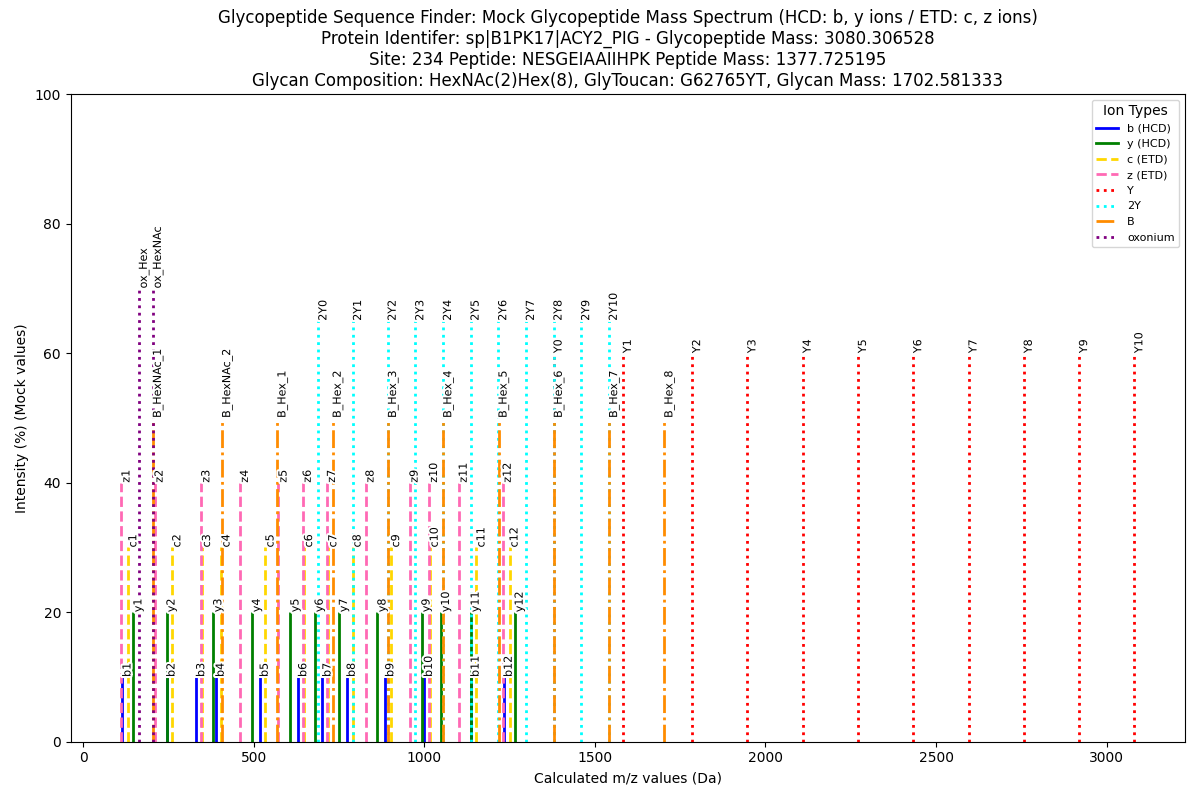 Glycopeptide Sequence Finder: Mock Glycopeptide Mass Spectrum (HCD: b, y ions / ETD: c, z ions)
Protein Identifer: sp|B1PK17|ACY2_PIG - Glycopeptide Mass: 3080.306528
Site: 234 Peptide: NESGEIAAIIHPK Peptide Mass: 1377.725195
Glycan Composition: HexNAc(2)Hex(8), GlyToucan: G62765YT, Glycan Mass: 1702.581333
Ion Types
b (HCD)
y (HCD)
c (ETD)
z (ETD)
Y
2Y
B
oxonium
Intensity (%) (Mock values)
100
80
60
40
20
0
ox_Hex
ox_HexNAc
2Y0
2Y1
2Y2
2Y3
2Y4
2Y5
2Y6
2Y7
2Y8
2Y9
2Y10
Y0
Y1
Y2
Y3
Y4
Y5
Y6
Y7
Y8
Y9
Y10
B_HexNAc_1
B_HexNAc_2
B_Hex_1
B_Hex_2
B_Hex_3
B_Hex_4
B_Hex_5
B_Hex_6
B_Hex_7
B_Hex_8
z1
z2
z3
z4
z5
z6
z7
z8
z9
z10
z11
z12
c1
c2
c3
c4
c5
c6
c7
c8
c9
c10
c11
c12
y1
y2
y3
y4
y5
y6
y7
y8
y9
y10
y11
y12
b1
b2
b3
b4
b5
b6
b7
b8
b9
b10
b11
b12
0
500
1000
1500
2000
2500
3000
Calculated m/z values (Da)